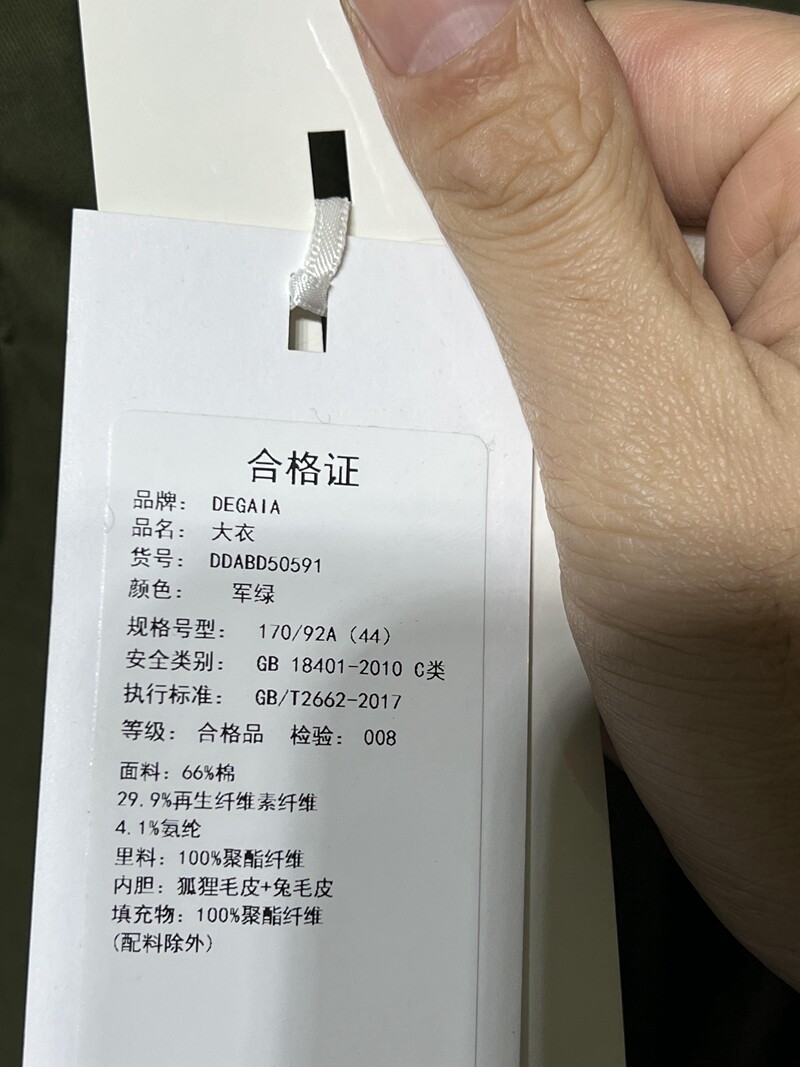 合格证
品牌： DEGAIA
品名： 大衣
货号： DDABD50591
颜色： 军绿
规格号型： 170/92A（44）
安全类别： GB 18401-2010 C类
执行标准： GB/T2662-2017
等级： 合格品 检验： 008
面料：66%棉
29.9%再生纤维素纤维
4.1%氨纶
里料：100%聚酯纤维
内胆：狐狸毛皮+兔毛皮
填充物：100%聚酯纤维
(配料除外)